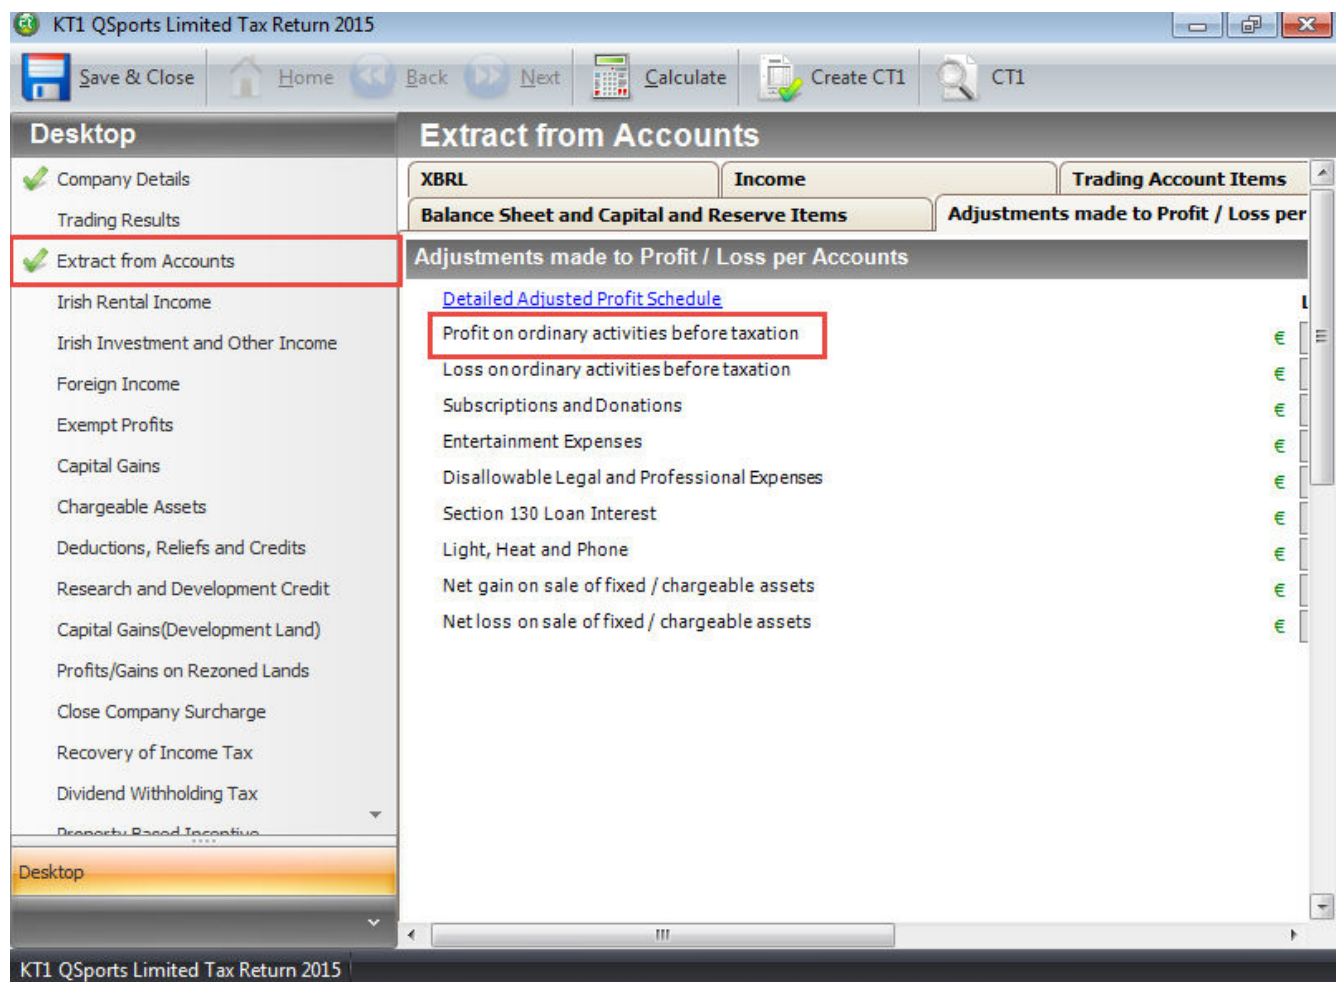 KT1 QSports Limited Tax Return 2015
Save & Close Home Back Next Calculate Create CT1 CT1
Desktop
Company Details
Trading Results
Extract from Accounts
Irish Rental Income
Irish Investment and Other Income
Foreign Income
Exempt Profits
Capital Gains
Chargeable Assets
Deductions, Reliefs and Credits
Research and Development Credit
Capital Gains(Development Land)
Profits/Gains on Rezoned Lands
Close Company Surcharge
Recovery of Income Tax
Dividend Withholding Tax
Property Based Incentive
Desktop
Extract from Accounts
XBRL Income Trading Account Items
Balance Sheet and Capital and Reserve Items Adjustments made to Profit / Loss per
Adjustments made to Profit / Loss per Accounts
Detailed Adjusted Profit Schedule
Profit on ordinary activities before taxation €
Loss on ordinary activities before taxation €
Subscriptions and Donations €
Entertainment Expenses €
Disallowable Legal and Professional Expenses €
Section 130 Loan Interest €
Light, Heat and Phone €
Net gain on sale of fixed / chargeable assets €
Net loss on sale of fixed / chargeable assets €
KT1 QSports Limited Tax Return 2015